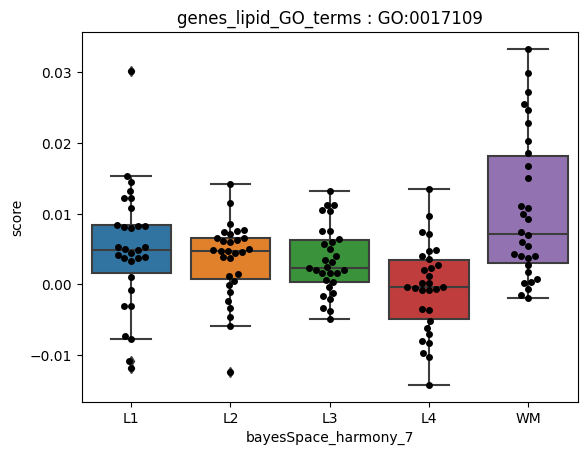 genes_lipid_GO_terms : GO:0017109
score
0.03
0.02
0.01
0.00
−0.01
L1 L2 L3 L4 WM
bayesSpace_harmony_7